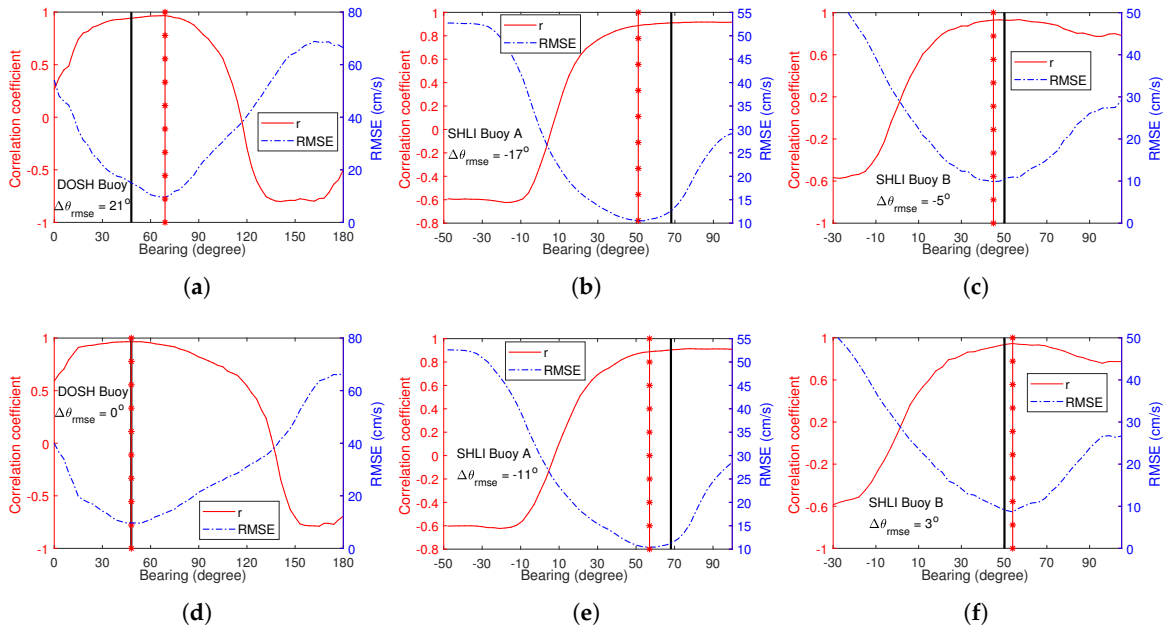 Correlation coefficient
1
0.5
0
-0.5
-1
r
RMSE
DOSH Buoy
Δθrmse = 21°
80
60
40
20
0
RMSE (cm/s)
0 30 60 90 120 150 180
Bearing (degree)
(a)
Correlation coefficient
1
0.8
0.6
0.4
0.2
0
-0.2
-0.4
-0.6
-0.8
r
RMSE
SHLI Buoy A
Δθrmse = -17°
55
50
45
40
35
30
25
20
15
10
RMSE (cm/s)
-50 -30 -10 10 30 50 70 90
Bearing (degree)
(b)
Correlation coefficient
1
0.6
0.2
-0.2
-0.6
-1
r
RMSE
SHLI Buoy B
Δθrmse = -5°
50
40
30
20
10
0
RMSE (cm/s)
-30 -10 10 30 50 70 90
Bearing (degree)
(c)
Correlation coefficient
1
0.5
0
-0.5
-1
DOSH Buoy
Δθrmse = 0°
r
RMSE
80
60
40
20
0
RMSE (cm/s)
0 30 60 90 120 150 180
Bearing (degree)
(d)
Correlation coefficient
1
0.8
0.6
0.4
0.2
0
-0.2
-0.4
-0.6
-0.8
r
RMSE
SHLI Buoy A
Δθrmse = -11°
55
50
45
40
35
30
25
20
15
10
RMSE (cm/s)
-50 -30 -10 10 30 50 70 90
Bearing (degree)
(e)
Correlation coefficient
1
0.6
0.2
-0.2
-0.6
-1
r
RMSE
SHLI Buoy B
Δθrmse = 3°
50
40
30
20
10
0
RMSE (cm/s)
-30 -10 10 30 50 70 90
Bearing (degree)
(f)